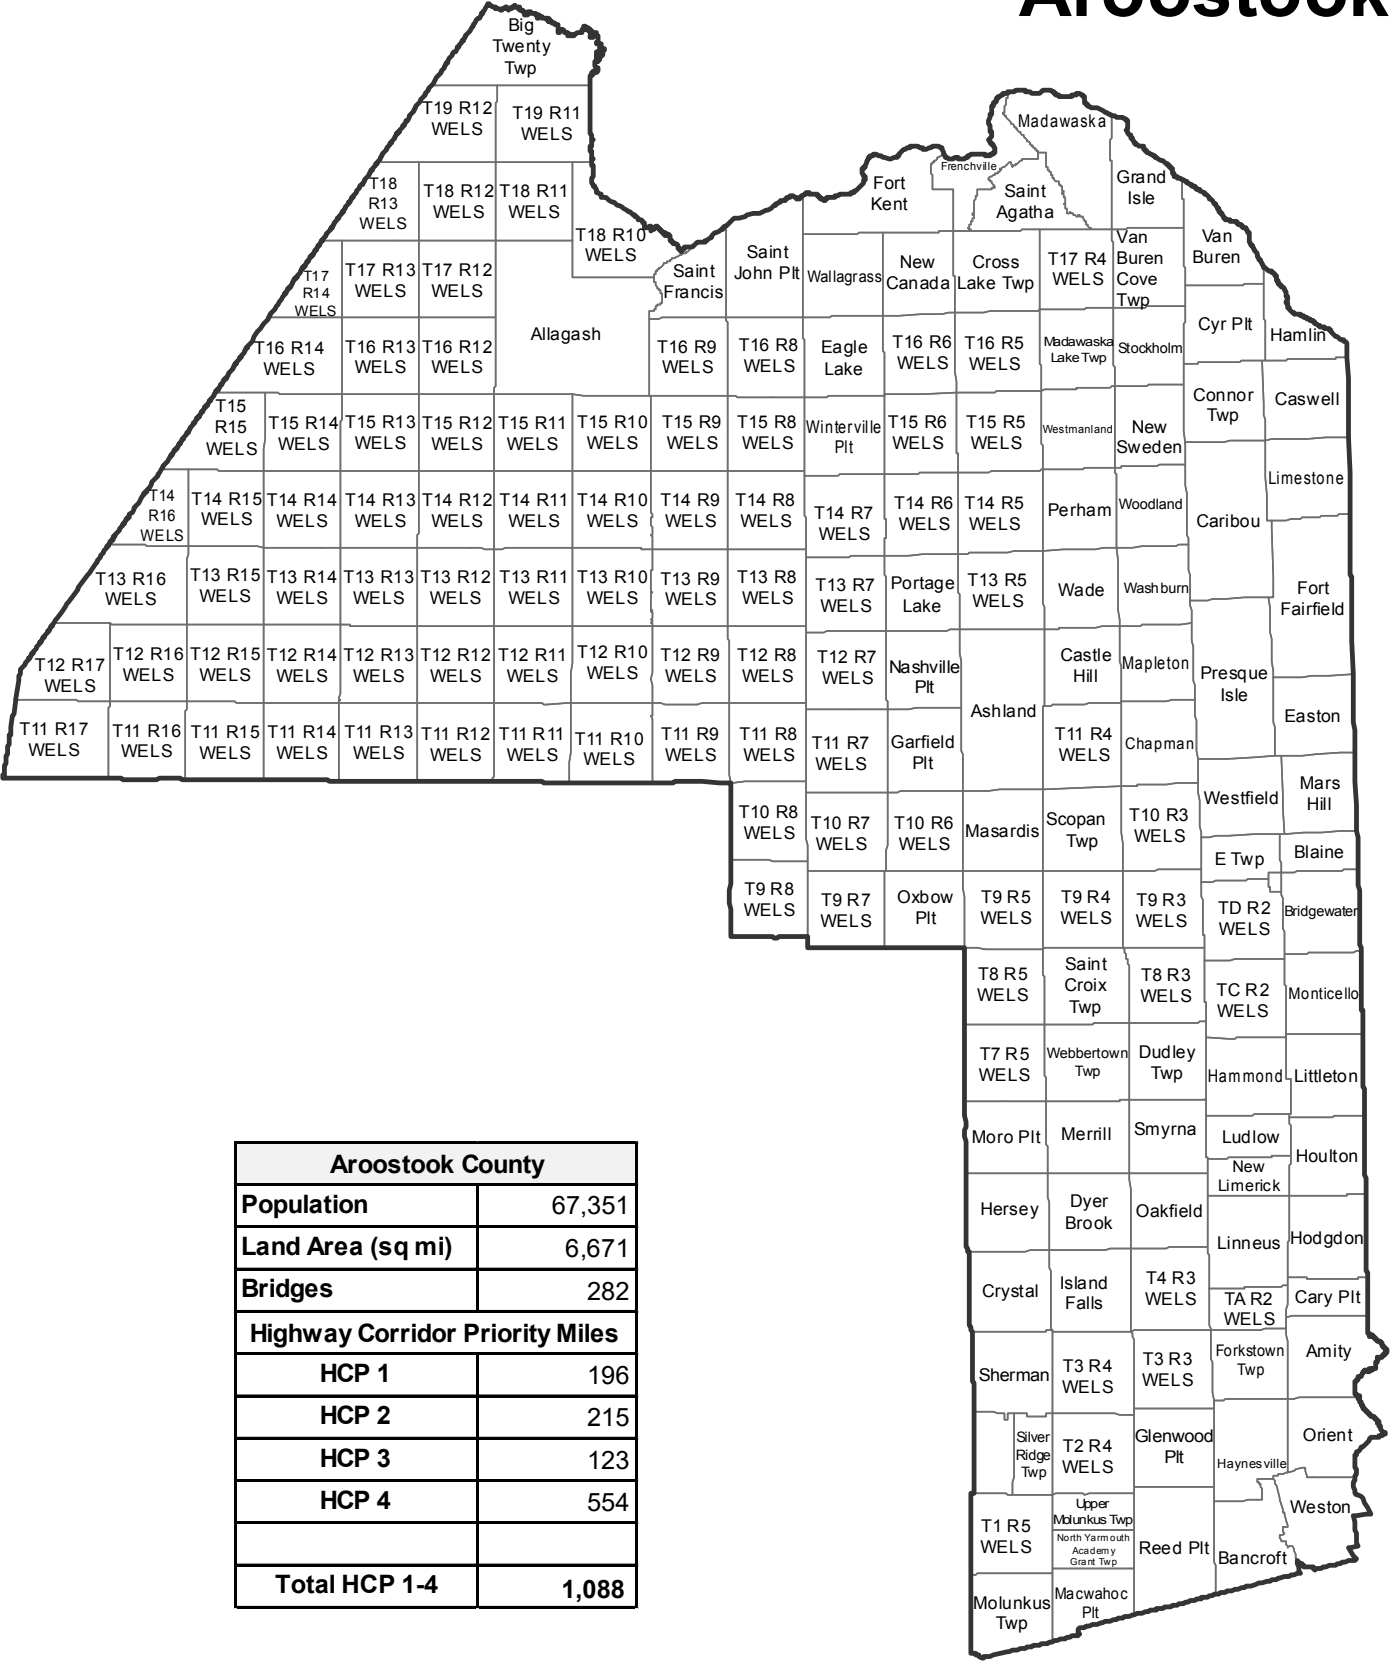 Aroostook
Big
Twenty
Twp
T19 R12
WELS
T19 R11
WELS
Madawaska
Frenchville
Grand
Isle
Fort
Kent
Saint
Agatha
T18
R13
WELS
T18 R12
WELS
T18 R11
WELS
T18 R10
WELS
Van
Buren
Saint
John Plt
Saint
Francis
Wallagrass
New
Canada
Cross
Lake Twp
T17 R4
WELS
Van
Buren
Cove
Twp
T17
R14
WELS
T17 R13
WELS
T17 R12
WELS
Allagash
Cyr Plt
Hamlin
T16 R14
WELS
T16 R13
WELS
T16 R12
WELS
T16 R9
WELS
T16 R8
WELS
Eagle
Lake
T16 R6
WELS
T16 R5
WELS
Madawaska
Lake Twp
Stockholm
Connor
Twp
Caswell
T15
R15
WELS
T15 R14
WELS
T15 R13
WELS
T15 R12
WELS
T15 R11
WELS
T15 R10
WELS
T15 R9
WELS
T15 R8
WELS
Winterville
Plt
T15 R6
WELS
T15 R5
WELS
Westmanland
New
Sweden
Limestone
T14
R16
WELS
T14 R15
WELS
T14 R14
WELS
T14 R13
WELS
T14 R12
WELS
T14 R11
WELS
T14 R10
WELS
T14 R9
WELS
T14 R8
WELS
T14 R7
WELS
T14 R6
WELS
T14 R5
WELS
Perham
Woodland
Caribou
T13 R16
WELS
T13 R15
WELS
T13 R14
WELS
T13 R13
WELS
T13 R12
WELS
T13 R11
WELS
T13 R10
WELS
T13 R9
WELS
T13 R8
WELS
T13 R7
WELS
Portage
Lake
T13 R5
WELS
Wade
Washburn
Fort
Fairfield
T12 R17
WELS
T12 R16
WELS
T12 R15
WELS
T12 R14
WELS
T12 R13
WELS
T12 R12
WELS
T12 R11
WELS
T12 R10
WELS
T12 R9
WELS
T12 R8
WELS
T12 R7
WELS
Nashville
Plt
Ashland
Castle
Hill
Mapleton
Presque
Isle
Easton
T11 R17
WELS
T11 R16
WELS
T11 R15
WELS
T11 R14
WELS
T11 R13
WELS
T11 R12
WELS
T11 R11
WELS
T11 R10
WELS
T11 R9
WELS
T11 R8
WELS
T11 R7
WELS
Garfield
Plt
T11 R4
WELS
Chapman
Westfield
Mars
Hill
T10 R8
WELS
T10 R7
WELS
T10 R6
WELS
Masardis
Scopan
Twp
T10 R3
WELS
E Twp
Blaine
T9 R8
WELS
T9 R7
WELS
Oxbow
Plt
T9 R5
WELS
T9 R4
WELS
T9 R3
WELS
TD R2
WELS
Bridgewater
T8 R5
WELS
Saint
Croix
Twp
T8 R3
WELS
TC R2
WELS
Monticello
T7 R5
WELS
Webbertown
Twp
Dudley
Twp
Hammond
Littleton
Moro Plt
Merrill
Smyrna
Ludlow
Houlton
New
Limerick
Hersey
Dyer
Brook
Oakfield
Linneus
Hodgdon
Crystal
Island
Falls
T4 R3
WELS
TA R2
WELS
Cary Plt
Sherman
T3 R4
WELS
T3 R3
WELS
Forkstown
Twp
Amity
Silver
Ridge
Twp
T2 R4
WELS
Glenwood
Plt
Haynesville
Orient
Weston
T1 R5
WELS
Upper
Molunkus Twp
North Yarmouth
Academy
Grant Twp
Reed Plt
Bancroft
Molunkus
Twp
Macwahoc
Plt
Aroostook County
Population 67,351
Land Area (sq mi) 6,671
Bridges 282
Highway Corridor Priority Miles
HCP 1 196
HCP 2 215
HCP 3 123
HCP 4 554
Total HCP 1-4 1,088